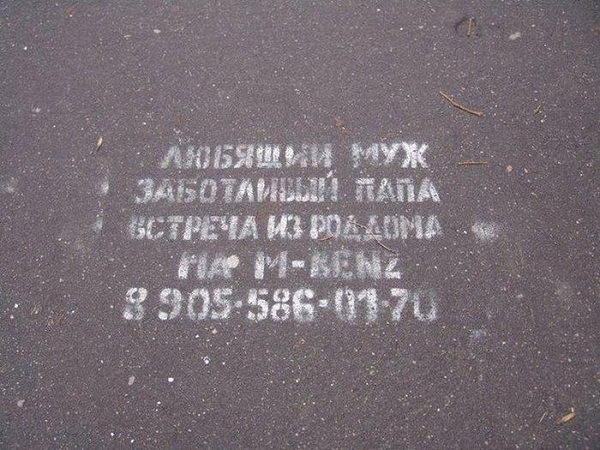 ЛЮБЯЩИЙ МУЖ
ЗАБОТЛИВЫЙ ПАПА
ВСТРЕЧА ИЗ РОДДОМА
НА M-BENZ
8 905-586-01-70